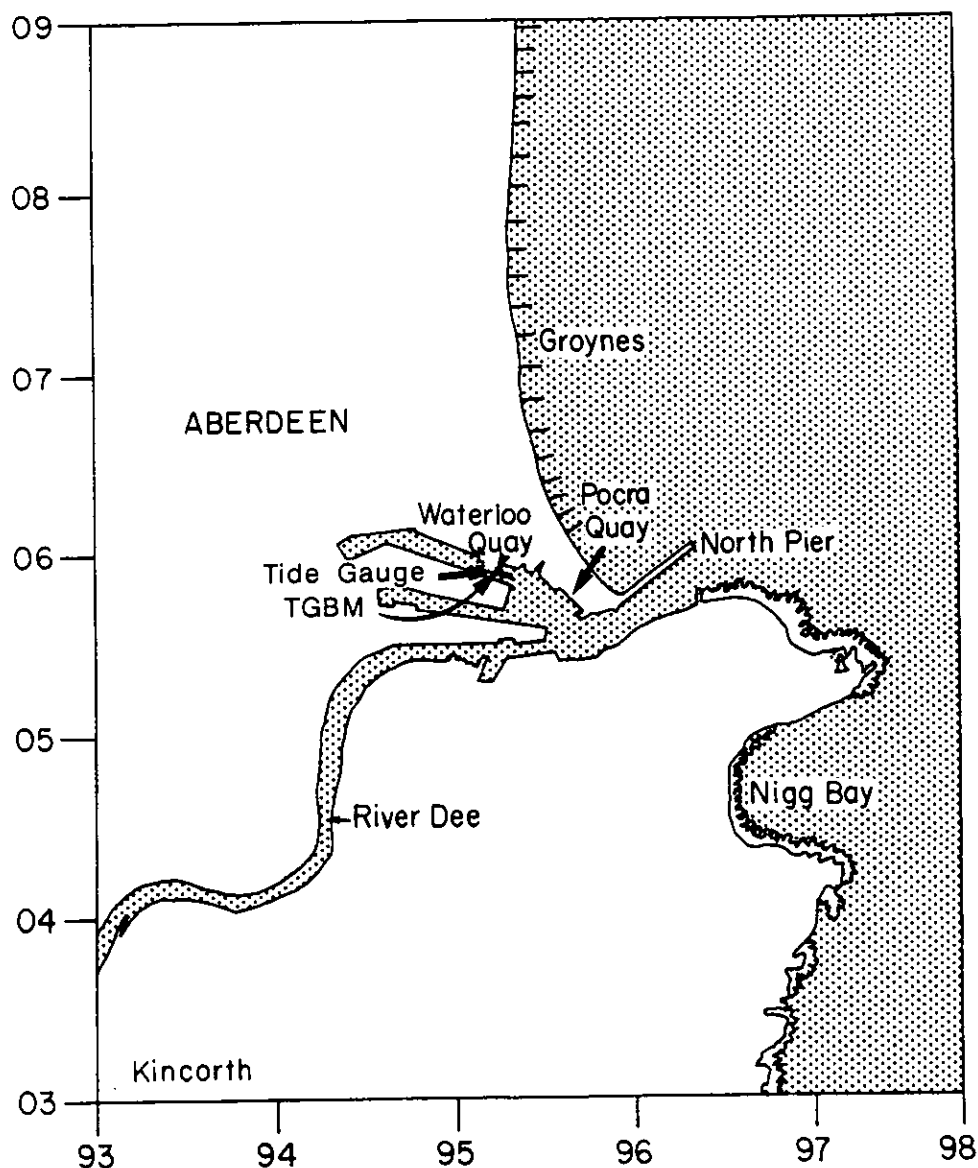 09
08
07
06
05
04
03
Groynes
ABERDEEN
Waterloo
Quay
Pocra
Quay
North Pier
Tide Gauge
TGBM
Nigg Bay
River Dee
Kincorth
93
94
95
96
97
98